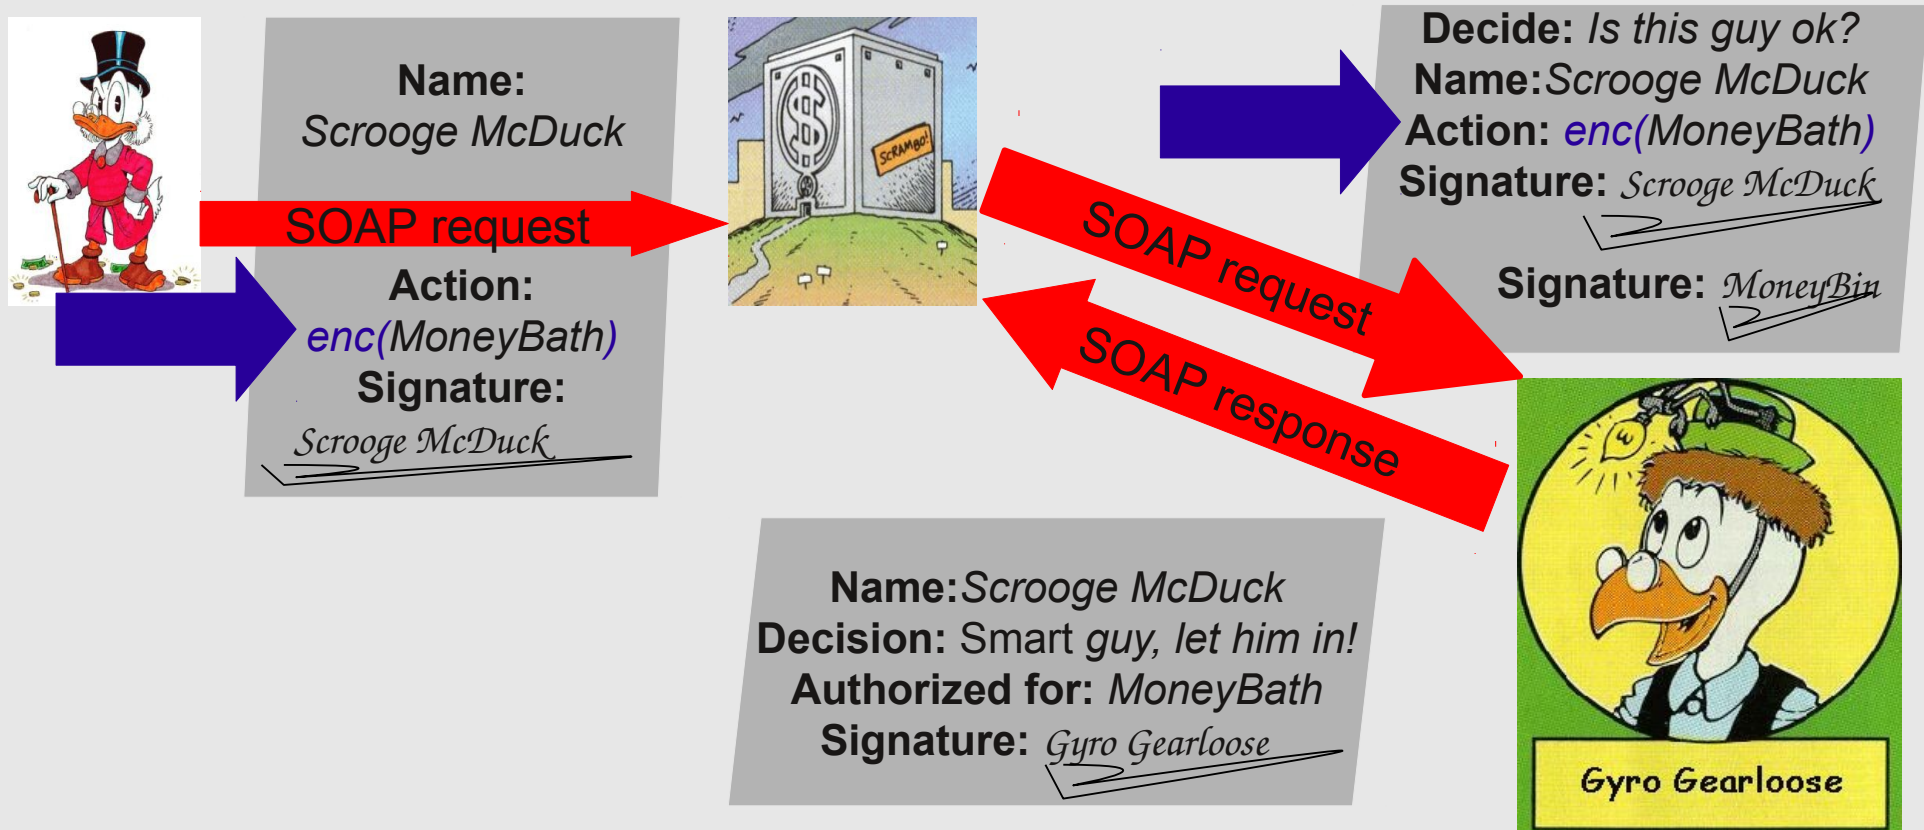 Name:
Scrooge McDuck
SOAP request
Action:
enc(MoneyBath)
Signature:
Scrooge McDuck
$
SCRAMBO!
SOAP request
SOAP response
Decide: Is this guy ok?
Name:Scrooge McDuck
Action: enc(MoneyBath)
Signature: Scrooge McDuck
Signature: MoneyBin
Name:Scrooge McDuck
Decision: Smart guy, let him in!
Authorized for: MoneyBath
Signature: Gyro Gearloose
Gyro Gearloose